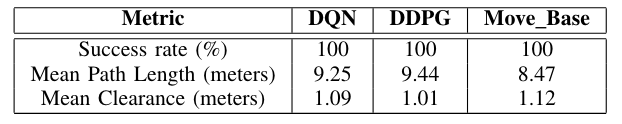 Metric DQN DDPG Move_Base
Success rate (%) 100 100 100
Mean Path Length (meters) 9.25 9.44 8.47
Mean Clearance (meters) 1.09 1.01 1.12